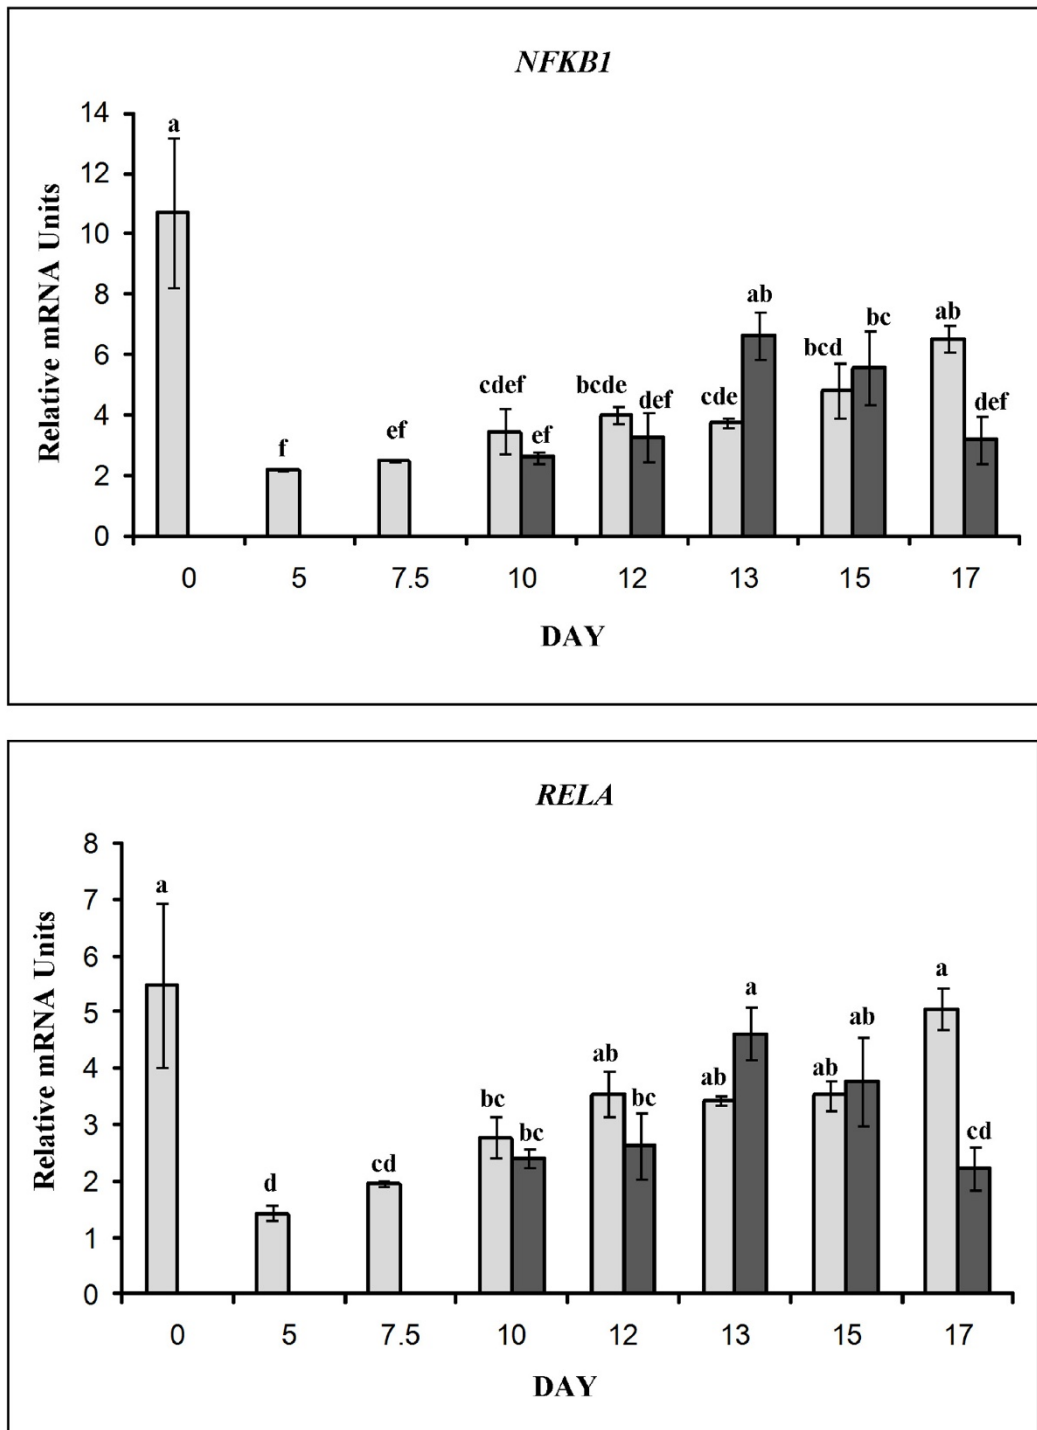 NFKB1
14
a
12
10
8
ab
ab
bc
6
bcd
cdef
bcde
cde
def
def
4
ef
ef
f
2
0
Relative mRNA Units
0 5 7.5 10 12 13 15 17
DAY
RELA
8
a
7
6
a
a
5
ab
ab
ab
ab
4
bc
bc
bc
3
cd
cd
d
2
1
0
Relative mRNA Units
0 5 7.5 10 12 13 15 17
DAY